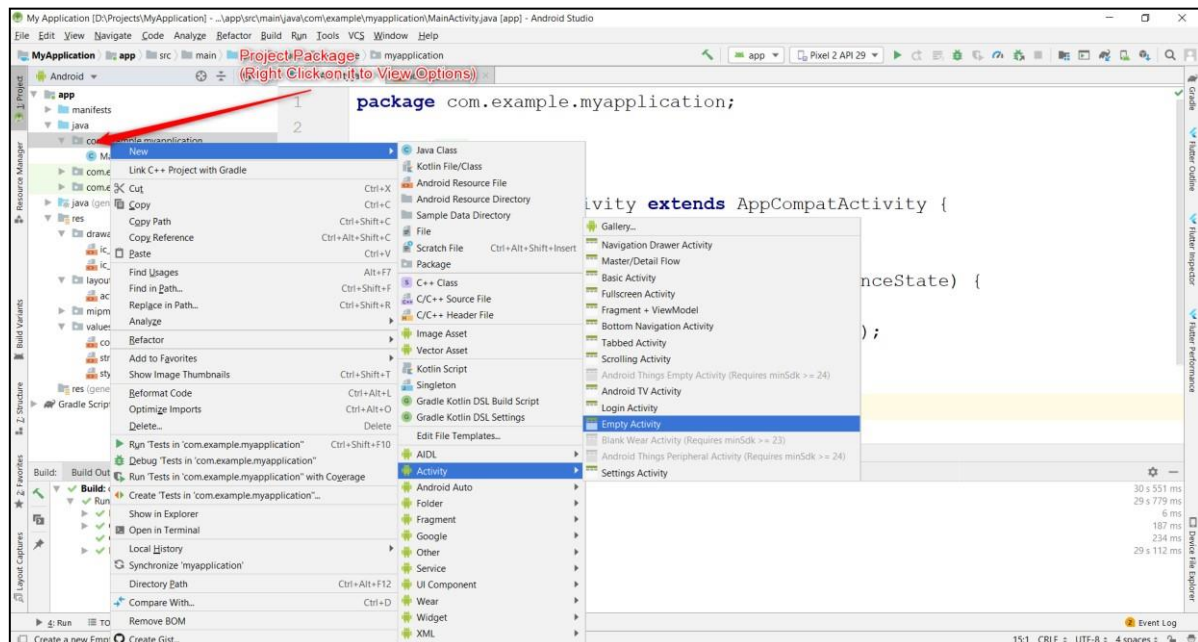 My Application [D:\Projects\MyApplication] - ...\app\src\main\java\com\example\myapplication\MainActivity.java [app] - Android Studio
File Edit View Navigate Code Analyze Refactor Build Run Tools VCS Window Help
MyApplication app src main Project Package myapplication
app Pixel 2 API 29
(Right Click on it to View Options)
Android
1: Project
Resource Manager
Build Variants
Z: Structure
2: Favorites
Layout Captures
app
manifests
java
com.example.myapplication
java
res
layout
values
res
Gradle
1 package com.example.myapplication;
2
ivity extends AppCompatActivity {
nceState) {
);
New
Link C++ Project with Gradle
Cut Ctrl+X
Copy Ctrl+C
Copy Path Ctrl+Shift+C
Copy Reference Ctrl+Alt+Shift+C
Paste Ctrl+V
Find Usages Alt+F7
Find in Path... Ctrl+Shift+F
Replace in Path... Ctrl+Shift+R
Analyze
Refactor
Add to Favorites
Show Image Thumbnails Ctrl+Shift+T
Reformat Code Ctrl+Alt+L
Optimize Imports Ctrl+Alt+O
Delete... Delete
Run 'Tests in 'com.example.myapplication'' Ctrl+Shift+F10
Debug 'Tests in 'com.example.myapplication''
Run 'Tests in 'com.example.myapplication'' with Coverage
Create 'Tests in 'com.example.myapplication''...
Show in Explorer
Open in Terminal
Local History
Synchronize 'myapplication'
Directory Path Ctrl+Alt+F12
Compare With... Ctrl+D
Remove BOM
Create Gist...
Java Class
Kotlin File/Class
Android Resource File
Android Resource Directory
Sample Data Directory
File
Scratch File Ctrl+Alt+Shift+Insert
Package
C++ Class
C/C++ Source File
C/C++ Header File
Image Asset
Vector Asset
Kotlin Script
Singleton
Gradle Kotlin DSL Build Script
Gradle Kotlin DSL Settings
Edit File Templates...
AIDL
Activity
Android Auto
Folder
Fragment
Google
Other
Service
UI Component
Wear
Widget
XML
Gallery...
Navigation Drawer Activity
Master/Detail Flow
Basic Activity
Fullscreen Activity
Fragment + ViewModel
Bottom Navigation Activity
Tabbed Activity
Scrolling Activity
Android Things Empty Activity (Requires minSdk >= 24)
Android TV Activity
Login Activity
Empty Activity
Blank Wear Activity (Requires minSdk >= 23)
Android Things Peripheral Activity (Requires minSdk >= 24)
Settings Activity
Gradle
Flutter Outline
Flutter Inspector
Flutter Performance
Device File Explorer
Build: Build
Build:
Run
30 s 551 ms
29 s 779 ms
6 ms
187 ms
234 ms
29 s 112 ms
4: Run
Event Log
Create a new
15:1 CRLF UTF-8 4 spaces